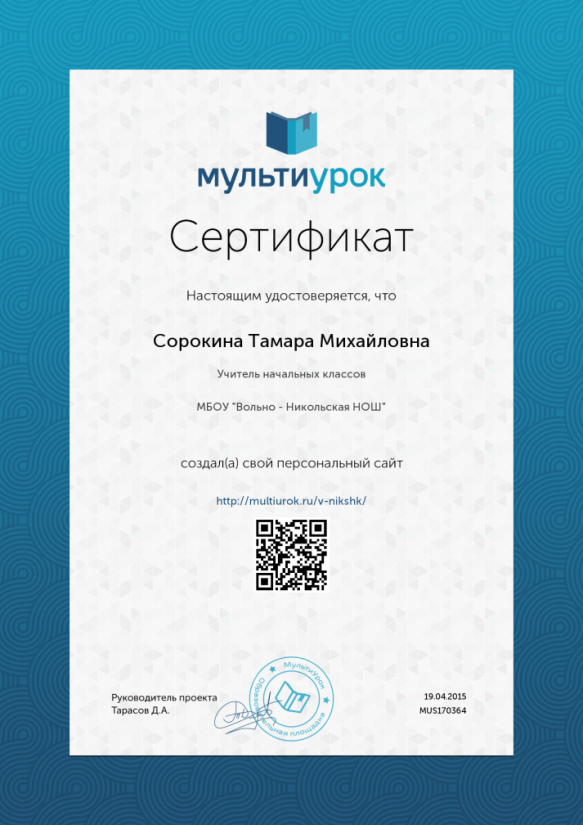 мультиурок
Сертификат
Настоящим удостоверяется, что
Сорокина Тамара Михайловна
Учитель начальных классов
МБОУ "Вольно - Никольская НОШ"
создал(а) свой персональный сайт
http://multiurok.ru/v-nikshk/
Руководитель проекта
Тарасов Д.А.
МультиУрок
Образовательная площадка
19.04.2015
MUS170364